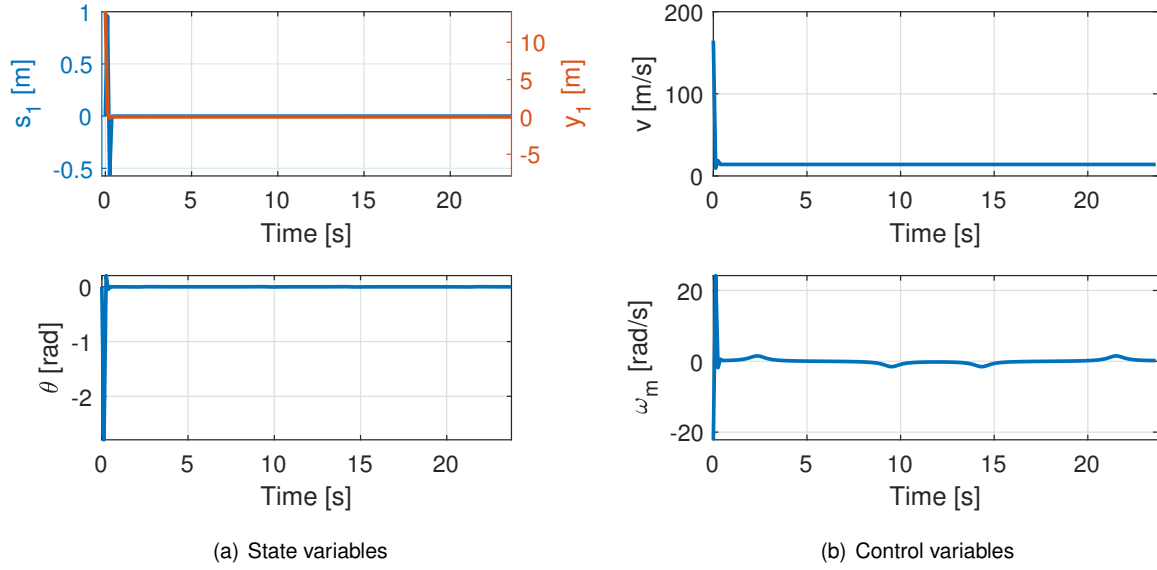 1
0.5
0
-0.5
s1 [m]
10
5
0
-5
y1 [m]
0 5 10 15 20
Time [s]
200
100
0
v [m/s]
0 5 10 15 20
Time [s]
0
-1
-2
θ [rad]
0 5 10 15 20
Time [s]
20
0
-20
ωm [rad/s]
0 5 10 15 20
Time [s]
(a) State variables
(b) Control variables